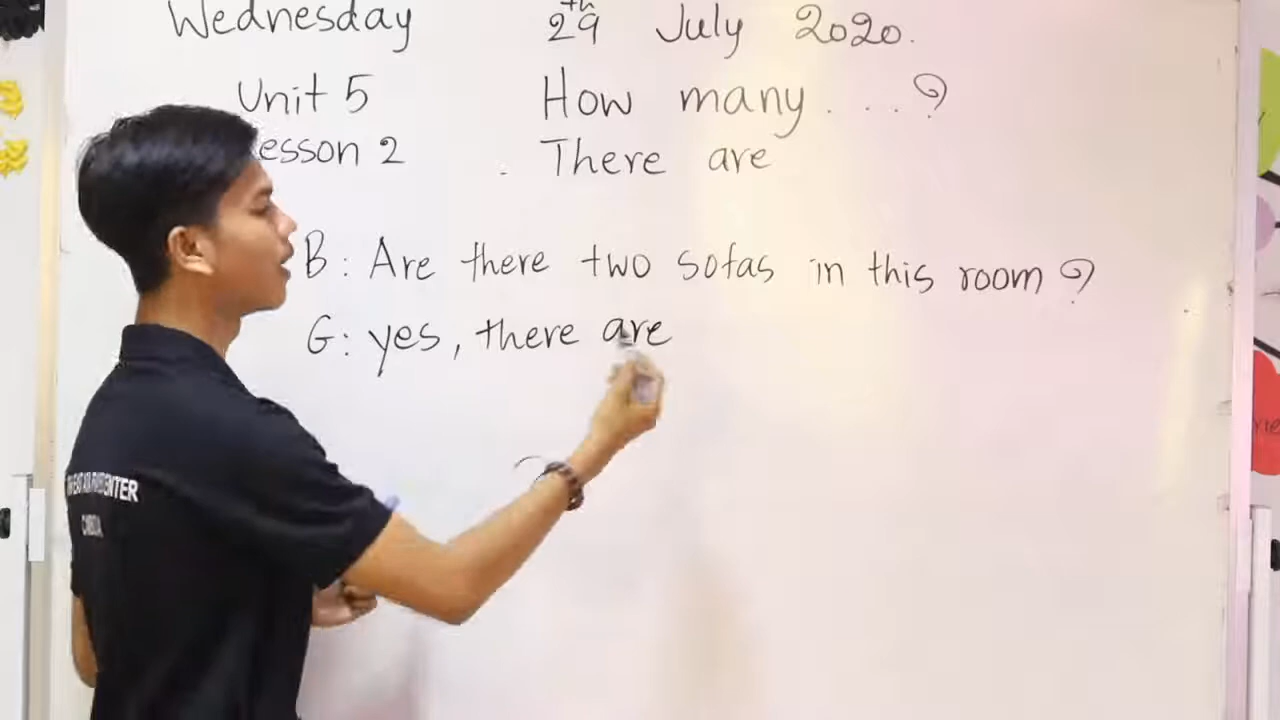 Wednesday 29th July 2020.
Unit 5 How many . . . ?
esson 2 . There are
B : Are there two sofas in this room ?
G : yes , there are